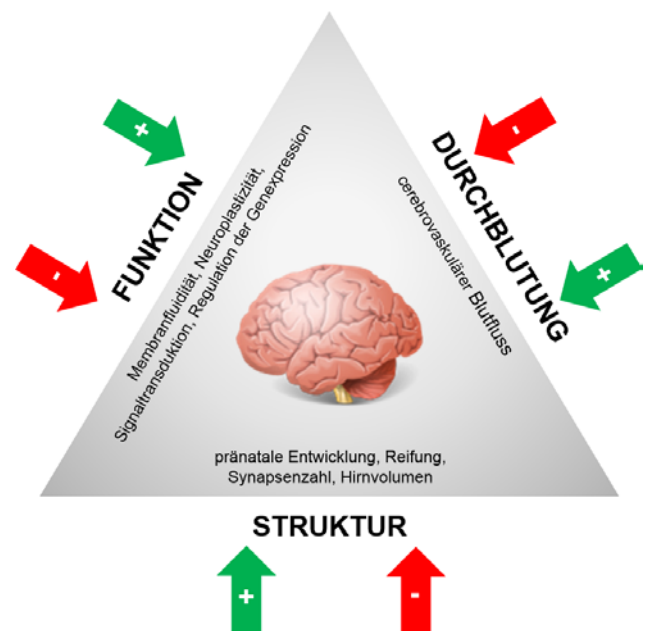 +
-
FUNKTION
Membranfluidität, Neuroplastizität,
Signaltransduktion, Regulation der Genexpression
-
+
DURCHBLUTUNG
cerebrovaskulärer Blutfluss
pränatale Entwicklung, Reifung,
Synapsenzahl, Hirnvolumen
STRUKTUR
+
-